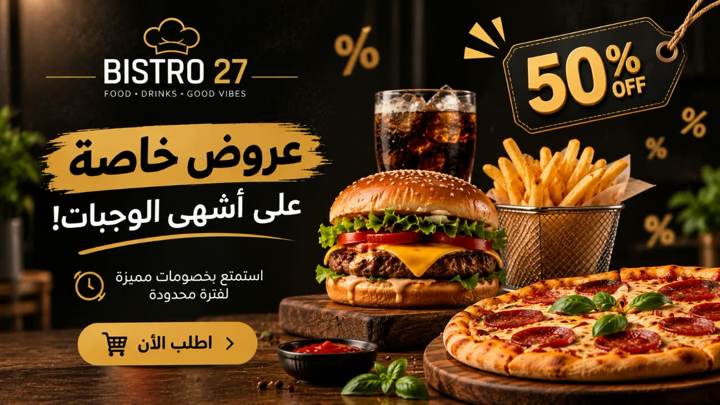 BISTRO 27
FOOD • DRINKS • GOOD VIBES
50% OFF
عروض خاصة
على أشهى الوجبات!
استمتع بخصومات مميزة
لفترة محدودة
اطلب الأن
%
%
%
%
%